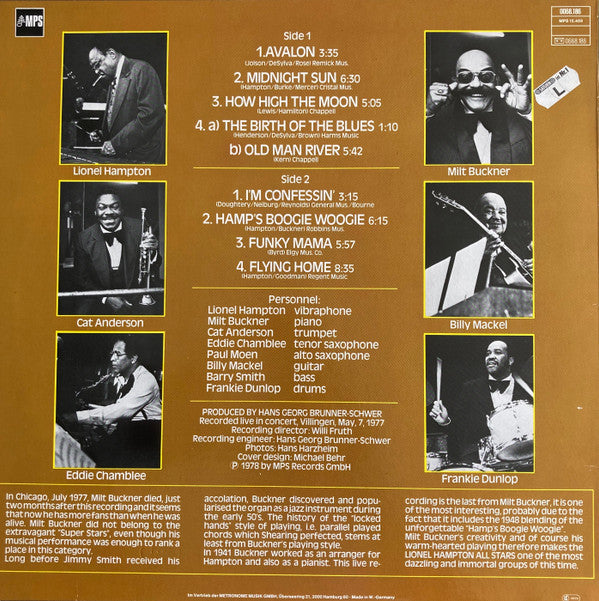 MPS
0068.186
MPS 15.469
0068.186
L
Side 1
1.AVALON 3:35
(Jolson/DeSylva/Rose) Remick Mus.
2. MIDNIGHT SUN 6:30
(Hampton/Burke/Mercer) Cristal Mus.
3. HOW HIGH THE MOON 5:05
(Lewis/Hamilton) Chappell
4. a) THE BIRTH OF THE BLUES 1:10
(Henderson/DeSylva/Brown) Harms Music
b) OLD MAN RIVER 5:42
(Kern) Chappell
Lionel Hampton
Milt Buckner
Side 2
1. I'M CONFESSIN' 3:15
(Doughtery/Neiburg/Reynolds) General Mus./Bourne
2. HAMP'S BOOGIE WOOGIE 6:15
(Hampton/Buckner) Robbins Mus.
3. FUNKY MAMA 5:57
(Byrd) Elgy Mus. Co.
4. FLYING HOME 8:35
(Hampton/Goodman) Regent Music
Cat Anderson
Billy Mackel
Personnel:
Lionel Hampton vibraphone
Milt Buckner piano
Cat Anderson trumpet
Eddie Chamblee tenor saxophone
Paul Moen alto saxophone
Billy Mackel guitar
Barry Smith bass
Frankie Dunlop drums
PRODUCED BY HANS GEORG BRUNNER-SCHWER
Recorded live in concert, Villingen, May, 7, 1977
Recording director: Willi Fruth
Recording engineer: Hans Georg Brunner-Schwer
Photos: Hans Harzheim
Cover design: Michael Behr
Ⓟ 1978 by MPS Records GmbH
Eddie Chamblee
Frankie Dunlop
In Chicago, July 1977, Milt Buckner died, just
two months after this recording and it seems
that now he has more fans than when he was
alive. Milt Buckner did not belong to the
extravagant "Super Stars", even though his
musical performance was enough to rank a
place in this category.
Long before Jimmy Smith received his
accolation, Buckner discovered and popu-
larised the organ as a jazz instrument during
the early 50's. The history of the "locked
hands" style of playing, i.e. parallel played
chords which Shearing perfected, stems at
least from Buckner's playing style.
In 1941 Buckner worked as an arranger for
Hampton and also as a pianist. This live re-
cording is the last from Milt Buckner, it is one
of the most interesting, probably due to the
fact that it includes the 1948 blending of the
unforgettable "Hamp's Boogie Woogie".
Milt Buckner's creativity and of course his
warm-hearted playing therefore makes the
LIONEL HAMPTON ALL STARS one of the most
dazzling and immortal groups of this time.
Im Vertrieb der METRONOME MUSIK GMBH, Überseering 21, 2000 Hamburg 60 · Made in W.-Germany